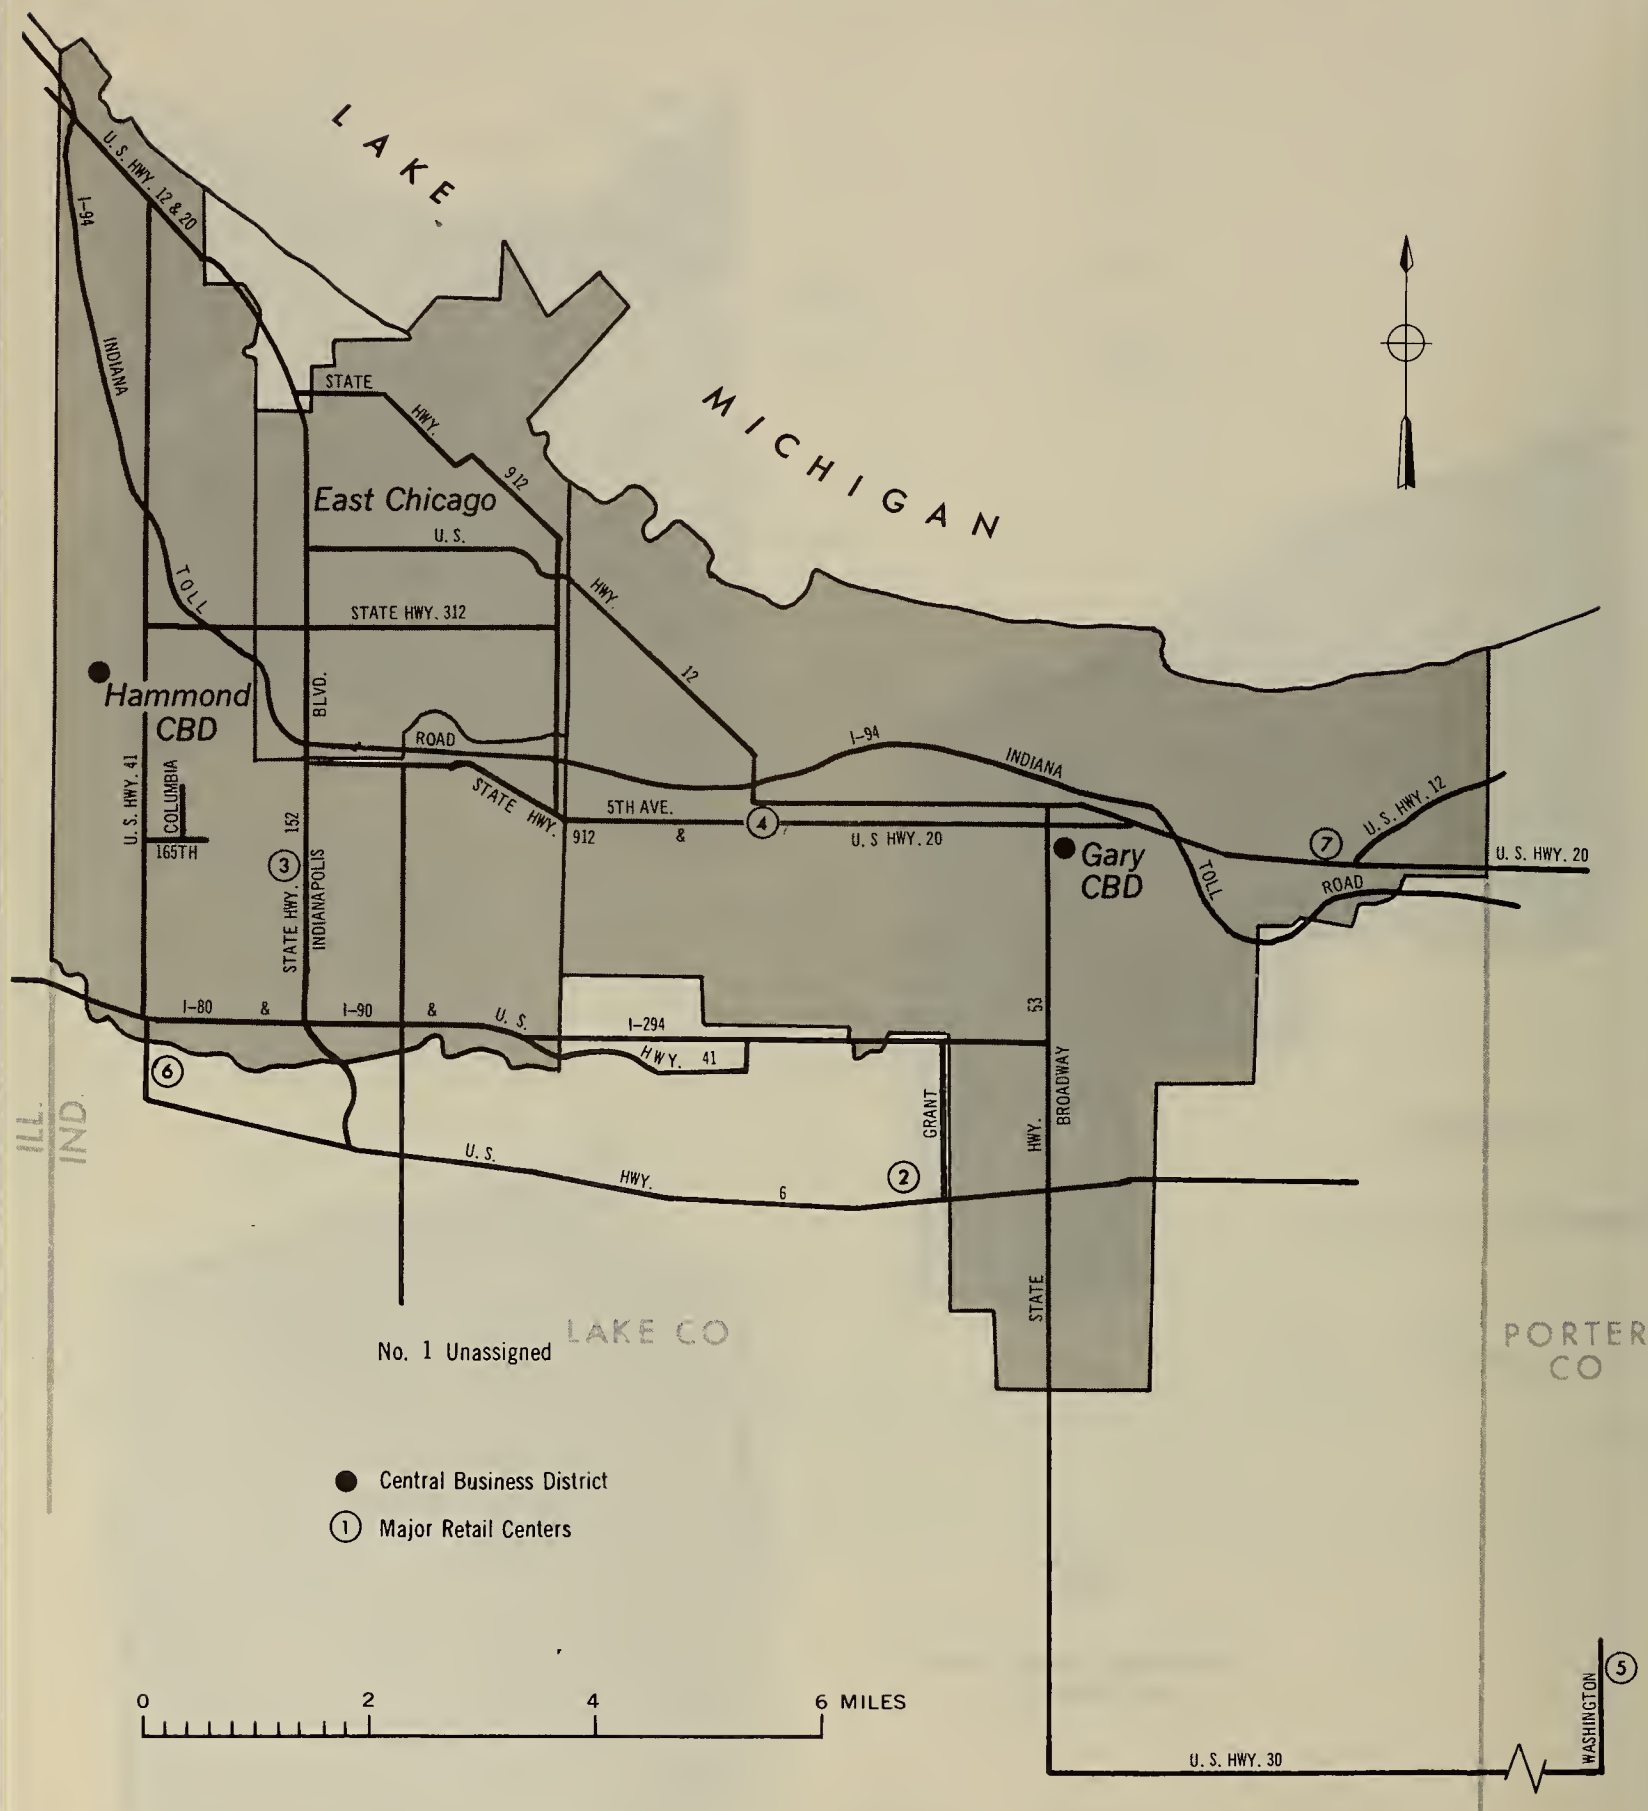 LAKE
MICHIGAN
U. S. HWY. 12 & 20
I-94
INDIANA
TOLL
ROAD
STATE
HWY.
912
East Chicago
U. S.
HWY.
12
STATE HWY. 312
Hammond
CBD
BLVD.
U. S. HWY. 41
COLUMBIA
165TH
STATE HWY. 152
INDIANAPOLIS
3
STATE HWY. 912
5TH AVE.
&
4
U. S HWY. 20
I-94
INDIANA
TOLL
ROAD
Gary
CBD
7
U. S. HWY. 12
U. S. HWY. 20
I-80
&
I-90
&
U. S.
HWY. 41
I-294
6
ILL.
IND.
U. S.
HWY.
6
2
GRANT
STATE HWY. 53
BROADWAY
LAKE CO
PORTER
CO
No. 1 Unassigned
Central Business District
1 Major Retail Centers
0 2 4 6 MILES
U. S. HWY. 30
WASHINGTON
5